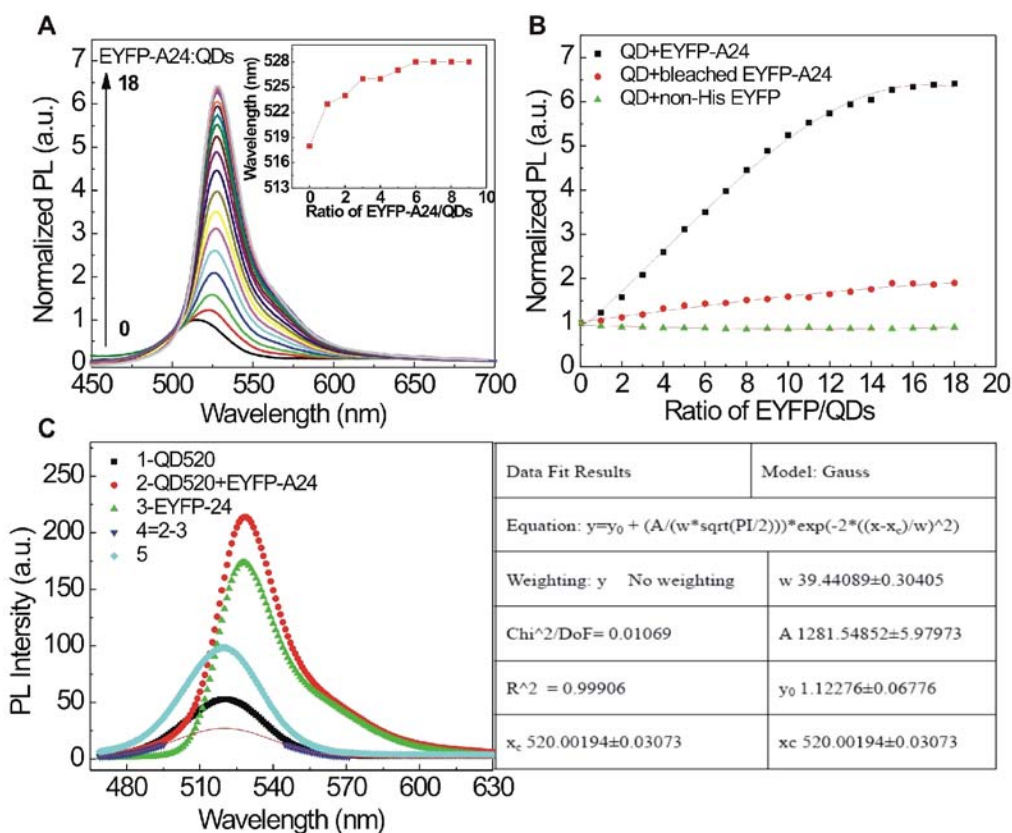 A
EYFP-A24:QDs
18
0
Normalized PL (a.u.)
7
6
5
4
3
2
1
0
450 500 550 600 650 700
Wavelength (nm)
Wavelength (nm)
528
525
522
519
516
513
0 2 4 6 8 10
Ratio of EYFP-A24/QDs
B
QD+EYFP-A24
QD+bleached EYFP-A24
QD+non-His EYFP
Normalized PL (a.u.)
7
6
5
4
3
2
1
0
0 2 4 6 8 10 12 14 16 18 20
Ratio of EYFP/QDs
C
1-QD520
2-QD520+EYFP-A24
3-EYFP-24
4=2-3
5
PL Intensity (a.u.)
250
200
150
100
50
0
480 510 540 570 600 630
Wavelength (nm)
Data Fit Results Model: Gauss
Equation: y=y₀ + (A/(w*sqrt(PI/2)))*exp(-2*((x-x꜀)/w)^2)
Weighting: y No weighting w 39.44089±0.30405
Chi^2/DoF= 0.01069 A 1281.54852±5.97973
R^2 = 0.99906 y₀ 1.12276±0.06776
x꜀ 520.00194±0.03073 xc 520.00194±0.03073